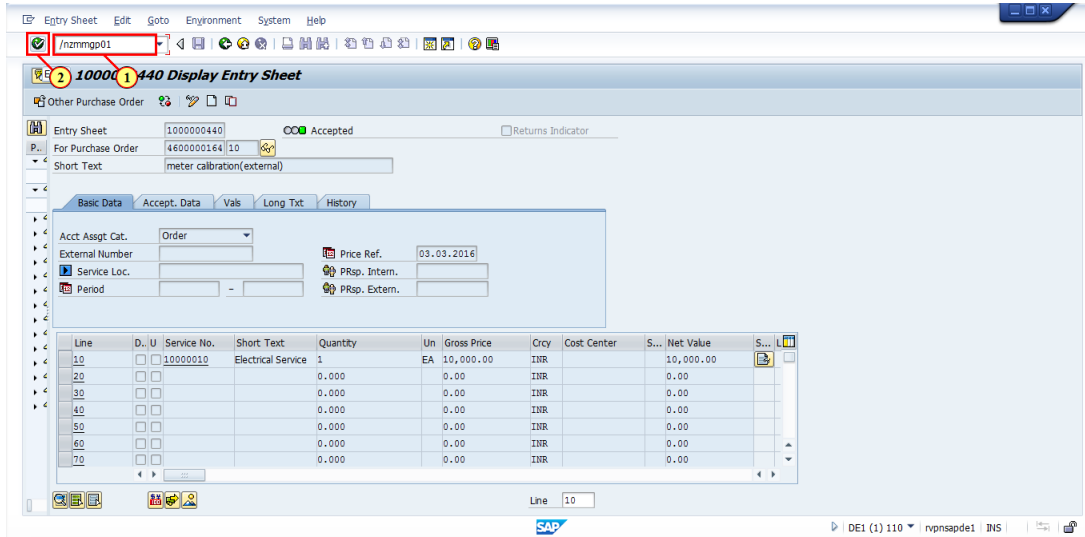 Entry Sheet Edit Goto Environment System Help
/nzmmgp01
2 1000 1 440 Display Entry Sheet
Other Purchase Order
Entry Sheet 1000000440 Accepted Returns Indicator
P.. For Purchase Order 4600000164 10
Short Text meter calibration(external)
Basic Data Accept. Data Vals Long Txt History
Acct Assgt Cat. Order
External Number Price Ref. 03.03.2016
Service Loc. PRsp. Intern.
Period – PRsp. Extern.
Line D.. U Service No. Short Text Quantity Un Gross Price Crcy Cost Center S... Net Value S... L
10 10000010 Electrical Service 1 EA 10,000.00 INR 10,000.00
20 0.000 0.00 INR 0.00
30 0.000 0.00 INR 0.00
40 0.000 0.00 INR 0.00
50 0.000 0.00 INR 0.00
60 0.000 0.00 INR 0.00
70 0.000 0.00 INR 0.00
Line 10
SAP DE1 (1) 110 rvpnsapde1 INS